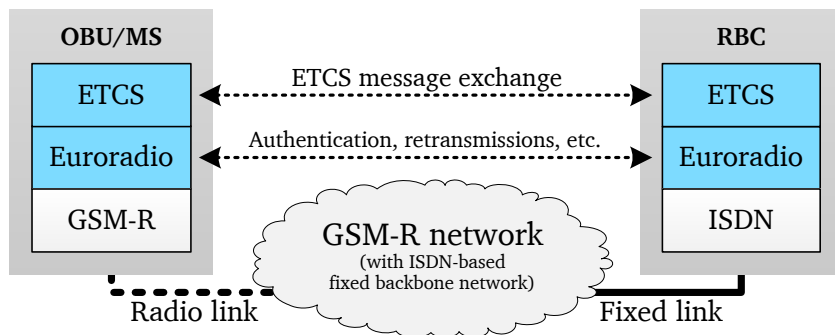 OBU/MS
RBC
ETCS
ETCS message exchange
ETCS
Euroradio
Authentication, retransmissions, etc.
Euroradio
GSM-R
ISDN
GSM-R network
(with ISDN-based
fixed backbone network)
Radio link
Fixed link